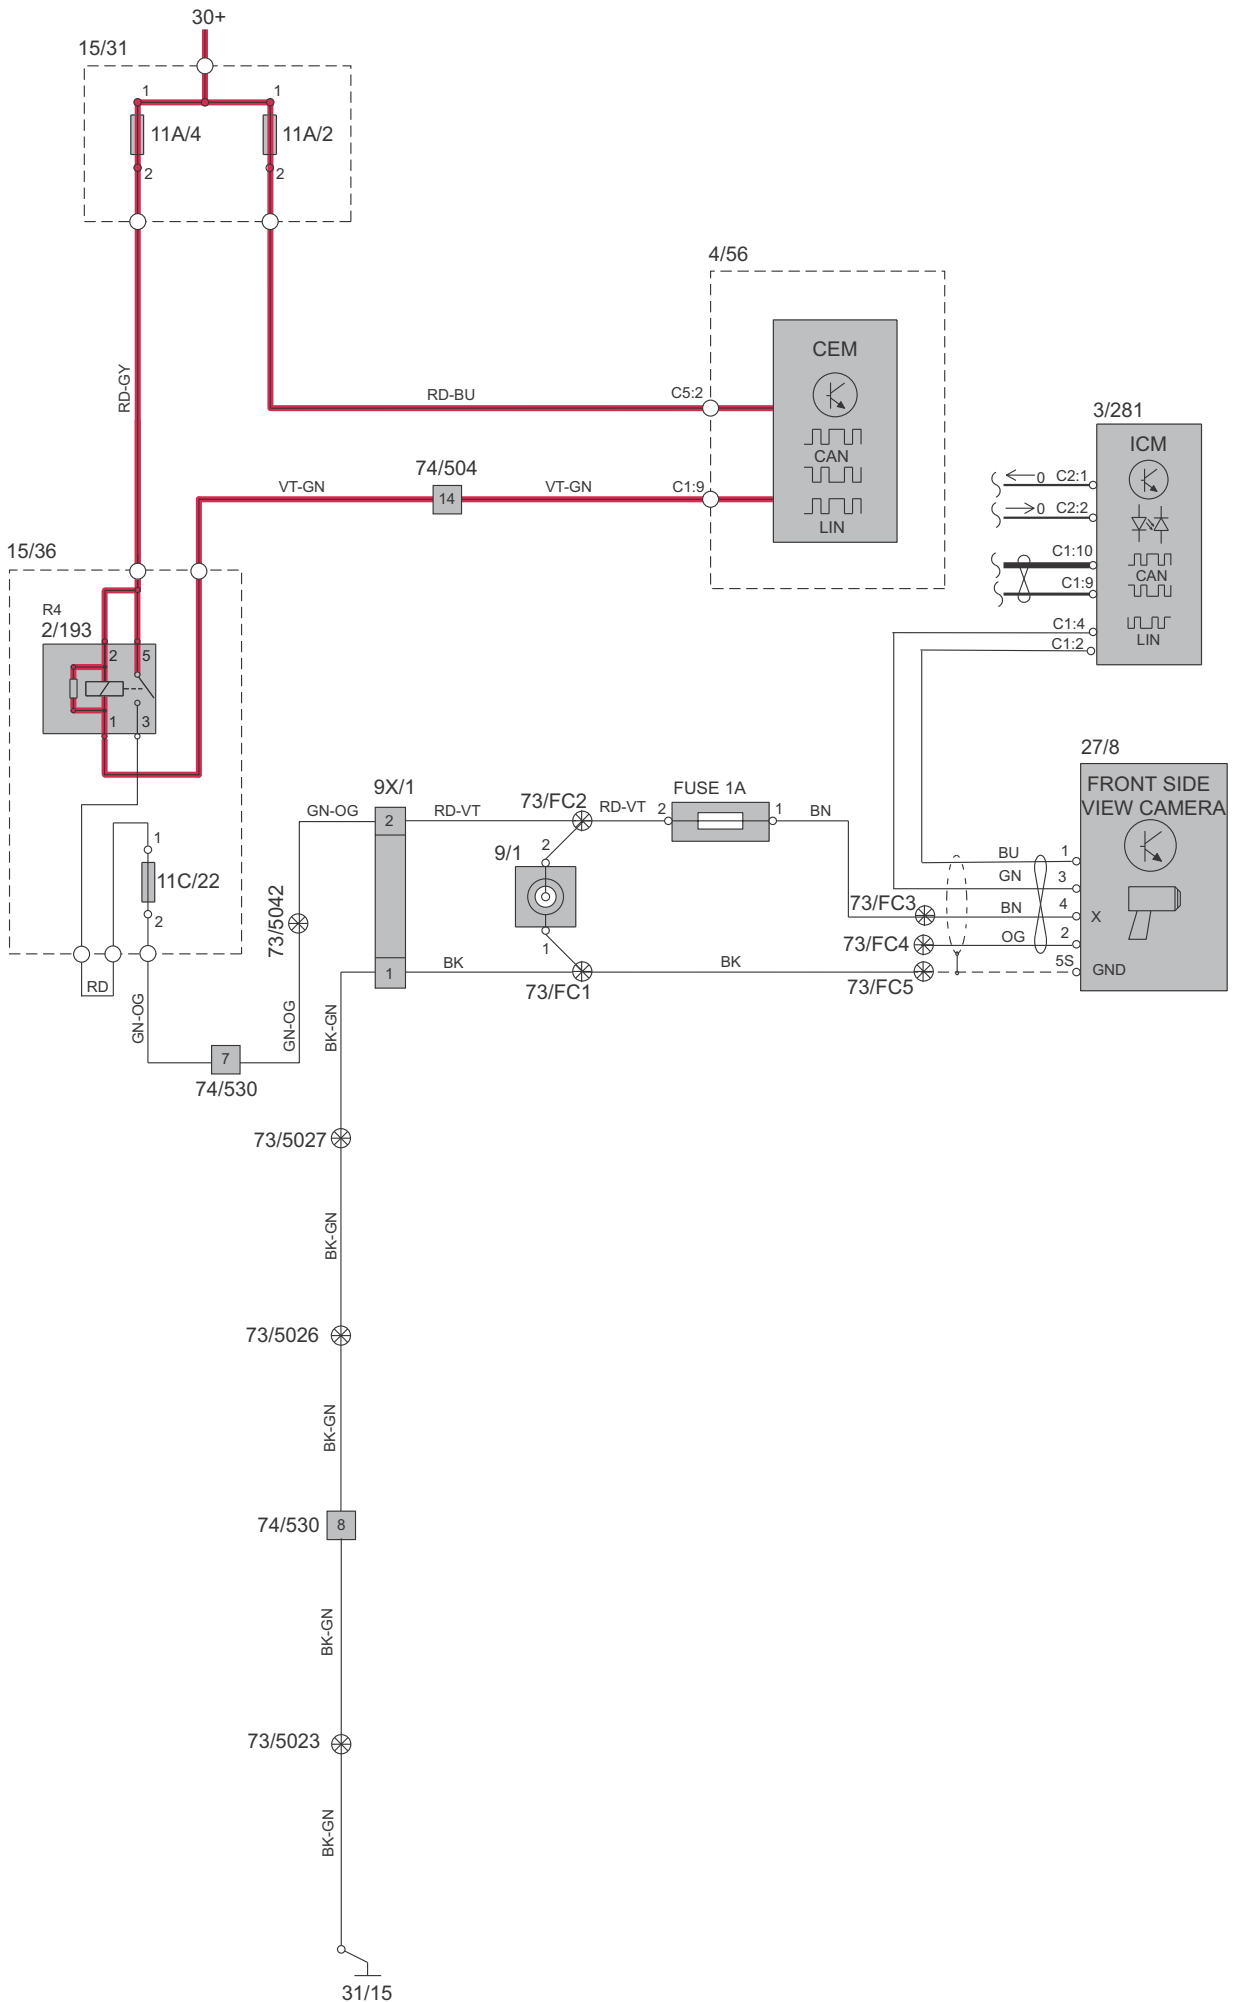 30+
15/31
1 1
11A/4 11A/2
2 2
4/56
CEM
RD-GY
RD-BU C5:2
CAN
74/504
VT-GN 14 VT-GN C1:9
LIN
3/281
ICM
0 C2:1
0 C2:2
C1:10
CAN
C1:9
C1:4
LIN
C1:2
15/36
R4
2/193
2 5
1 3
1
11C/22
2
RD
GN-OG
7
74/530
GN-OG
73/5042
GN-OG
9X/1
2 RD-VT
73/FC2
RD-VT 2
FUSE 1A
1 BN
9/1
2
1
1 BK
73/FC1
BK
27/8
FRONT SIDE
VIEW CAMERA
BU 1
GN 3
73/FC3 BN 4 X
73/FC4 OG 2
73/FC5 5S GND
BK-GN
73/5027
BK-GN
73/5026
BK-GN
74/530 8
BK-GN
73/5023
BK-GN
31/15